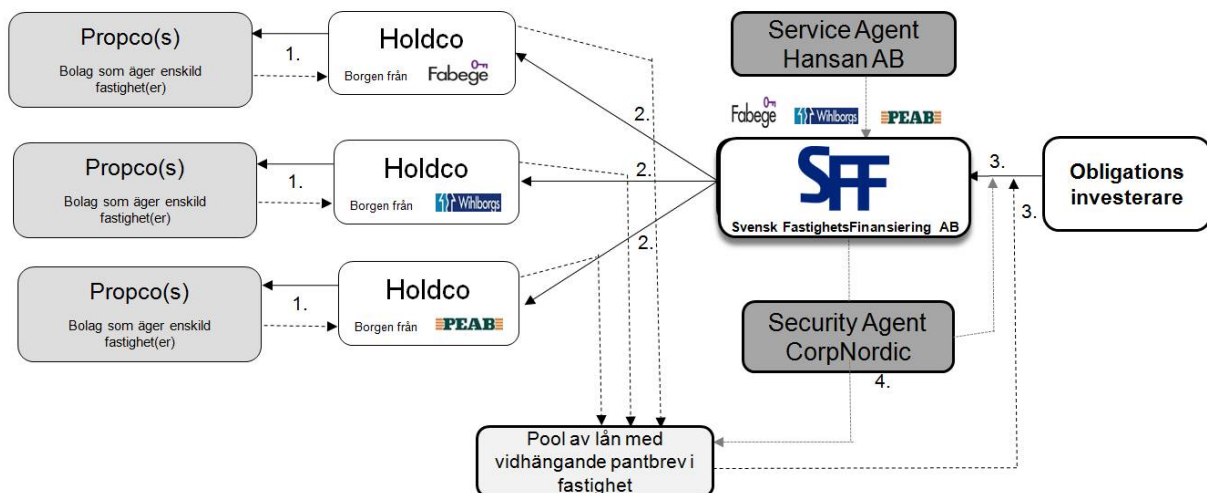 Propco(s)
Bolag som äger enskild
fastighet(er)
1.
Holdco
Borgen från Fabege
2.
Service Agent
Hansan AB
Fabege Wihlborgs PEAB
Propco(s)
Bolag som äger enskild
fastighet(er)
1.
Holdco
Borgen från Wihlborgs
2.
SFF
Svensk FastighetsFinansiering AB
3.
3.
Obligations
investerare
Propco(s)
Bolag som äger enskild
fastighet(er)
1.
Holdco
Borgen från PEAB
2.
Security Agent
CorpNordic
4.
Pool av lån med
vidhängande pantbrev i
fastighet